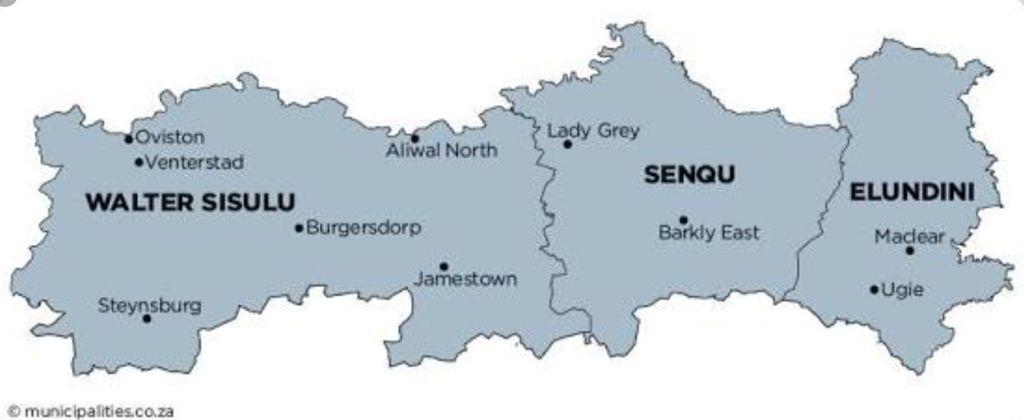 Oviston
Venterstad
Aliwal North
Lady Grey
WALTER SISULU
SENQU
ELUNDINI
Burgersdorp
Barkly East
Maclear
Jamestown
Ugie
Steynsburg
© municipalities.co.za